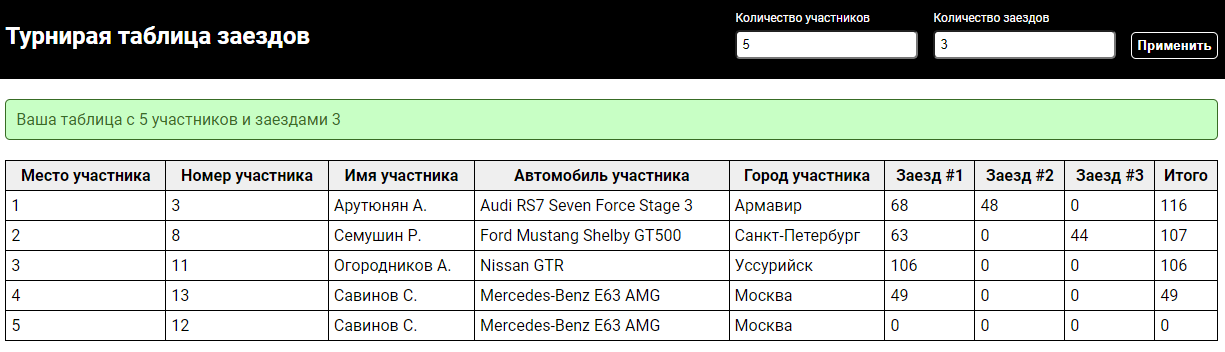 Турнирая таблица заездов
Количество участников
Количество заездов
5
3
Применить
Ваша таблица с 5 участников и заездами 3
Место участника Номер участника Имя участника Автомобиль участника Город участника Заезд #1 Заезд #2 Заезд #3 Итого
1 3 Арутюнян А. Audi RS7 Seven Force Stage 3 Армавир 68 48 0 116
2 8 Семушин Р. Ford Mustang Shelby GT500 Санкт-Петербург 63 0 44 107
3 11 Огородников А. Nissan GTR Уссурийск 106 0 0 106
4 13 Савинов С. Mercedes-Benz E63 AMG Москва 49 0 0 49
5 12 Савинов С. Mercedes-Benz E63 AMG Москва 0 0 0 0